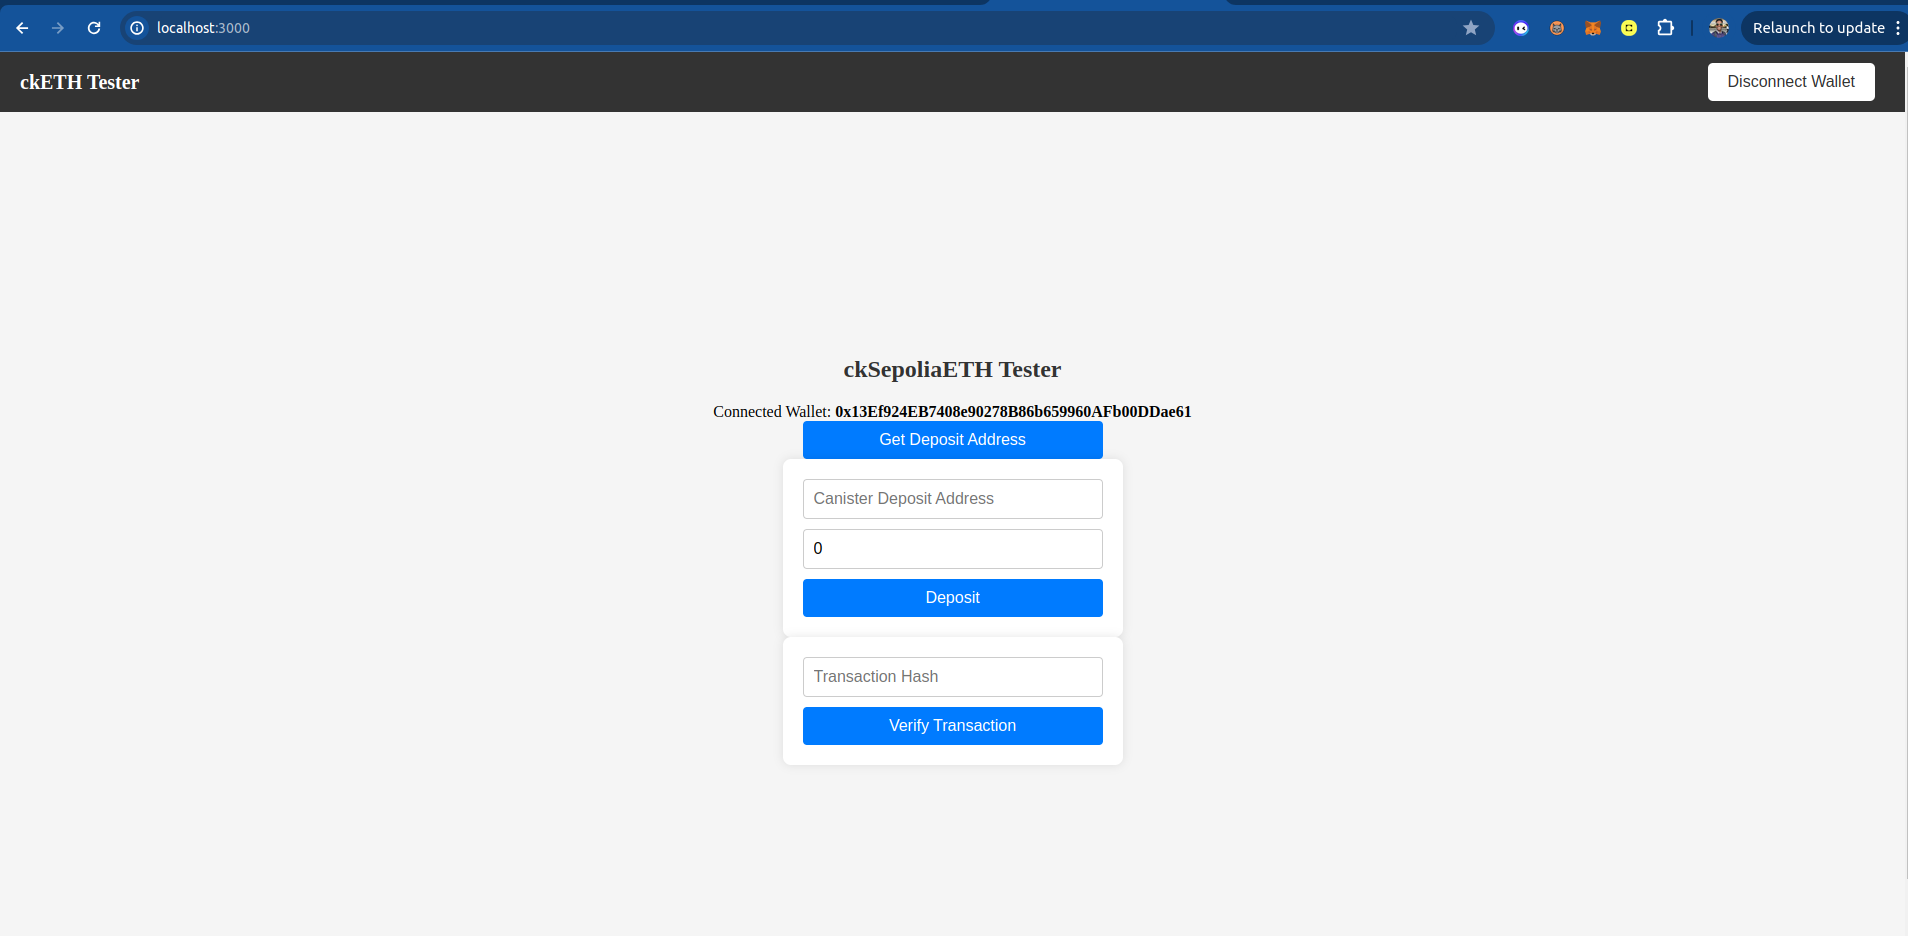 localhost:3000
Relaunch to update
ckETH Tester
Disconnect Wallet
ckSepoliaETH Tester
Connected Wallet: 0x13Ef924EB7408e90278B86b659960AFb00DDae61
Get Deposit Address
Canister Deposit Address
0
Deposit
Transaction Hash
Verify Transaction